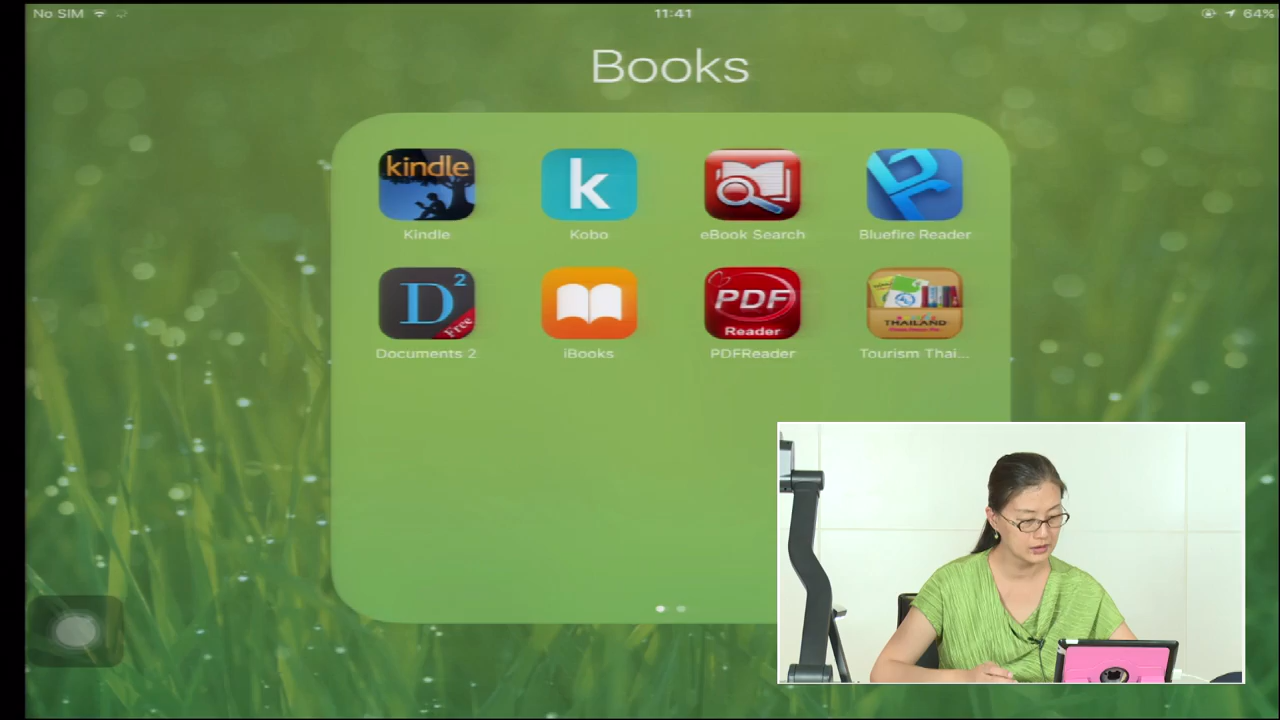 No SIM 11:41 64%
Books
kindle
k
Kindle Kobo eBook Search Bluefire Reader
D 2
Free
PDF
Reader
THAILAND
Documents 2 iBooks PDFReader Tourism Thai...